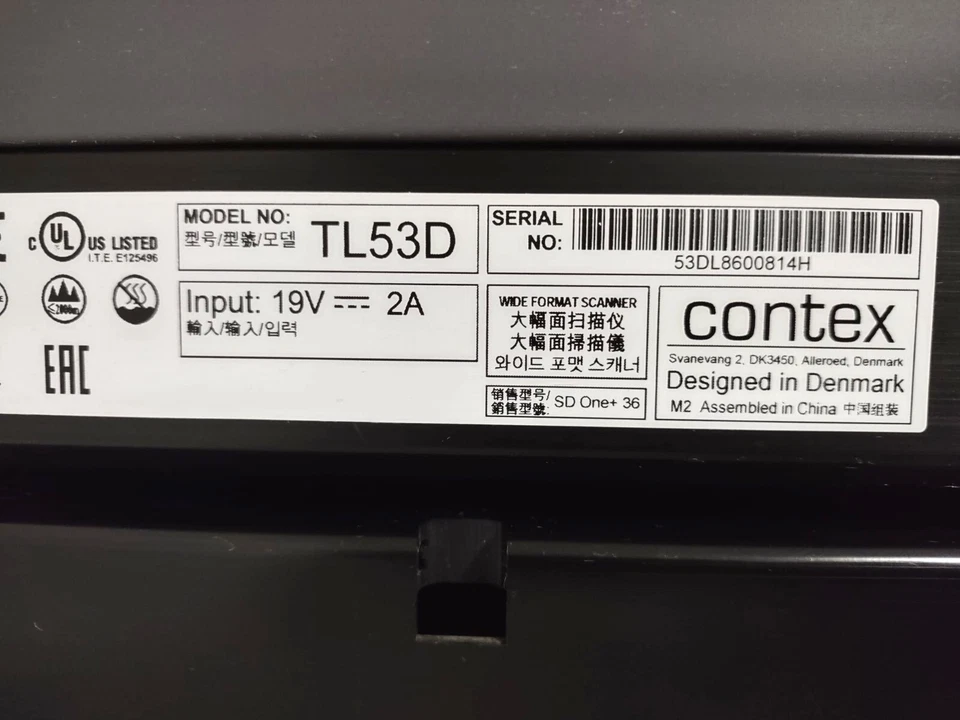 C UL US LISTED
I.T.E. E125496
≤2000m
EAC
MODEL NO:
型号/型號/모델
TL53D
Input: 19V ⎓ 2A
輸入/输入/입력
SERIAL
NO:
53DL8600814H
WIDE FORMAT SCANNER
大幅面扫描仪
大幅面掃描儀
와이드 포맷 스캐너
销售型号/
銷售型號:
SD One+ 36
contex
Svanevang 2, DK3450, Alleroed, Denmark
Designed in Denmark
M2 Assembled in China 中国组装